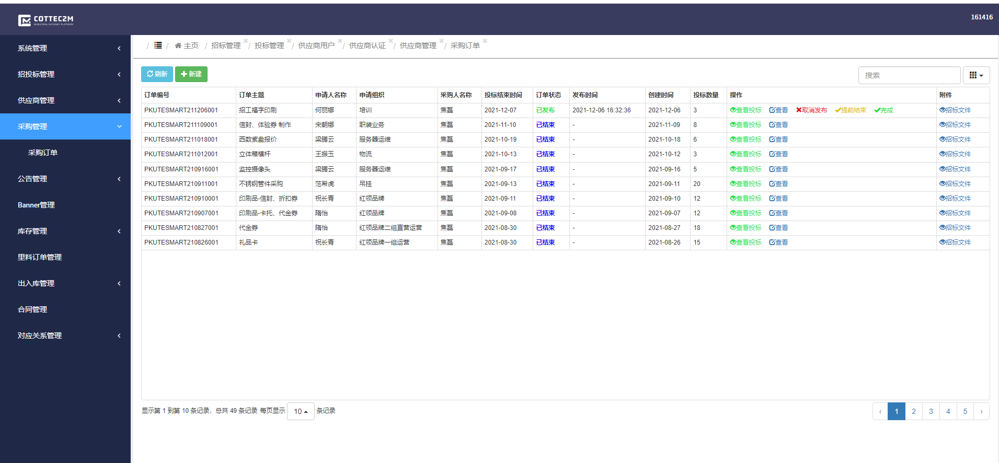 COTTEC2M
INDUSTRIAL INTERNET PLATFORM
161416
系统管理
招投标管理
供应商管理
采购管理
采购订单
公告管理
Banner管理
库存管理
里料订单管理
出入库管理
合同管理
对应关系管理
/ / 主页 / 招标管理 / 投标管理 / 供应商用户 / 供应商认证 / 供应商管理 / 采购订单
刷新 新建 搜索
订单编号 订单主题 申请人名称 申请组织 采购人名称 投标结束时间 订单状态 发布时间 创建时间 投标数量 操作 附件
PKUTESMART211206001 招工福字印刷 何丽娜 培训 焦磊 2021-12-07 已发布 2021-12-06 16:32:36 2021-12-06 3 查看投标 查看 取消发布 提前结束 完成 招标文件
PKUTESMART211109001 信封、体验券 制作 宋朝娜 职装业务 焦磊 2021-11-10 已结束 - 2021-11-09 8 查看投标 查看 招标文件
PKUTESMART211018001 西数紫盘报价 梁腾云 服务器运维 焦磊 2021-10-19 已结束 - 2021-10-18 6 查看投标 查看 招标文件
PKUTESMART211012001 立体箱横杆 王振玉 物流 焦磊 2021-10-13 已结束 - 2021-10-12 3 查看投标 查看 招标文件
PKUTESMART210916001 监控摄像头 梁腾云 服务器运维 焦磊 2021-09-17 已结束 - 2021-09-16 5 查看投标 查看 招标文件
PKUTESMART210911001 不锈钢管件采购 范希虎 吊挂 焦磊 2021-09-13 已结束 - 2021-09-11 20 查看投标 查看 招标文件
PKUTESMART210910001 印刷品-信封、折扣券 祝长青 红领品牌 焦磊 2021-09-11 已结束 - 2021-09-10 12 查看投标 查看 招标文件
PKUTESMART210907001 印刷品-卡托、代金券 隋怡 红领品牌 焦磊 2021-09-08 已结束 - 2021-09-07 12 查看投标 查看 招标文件
PKUTESMART210827001 代金券 隋怡 红领品牌二组直营运营 焦磊 2021-08-30 已结束 - 2021-08-27 18 查看投标 查看 招标文件
PKUTESMART210826001 礼品卡 祝长青 红领品牌一组运营 焦磊 2021-08-30 已结束 - 2021-08-26 15 查看投标 查看 招标文件
显示第 1 到第 10 条记录，总共 49 条记录 每页显示 10 条记录 ‹ 1 2 3 4 5 ›